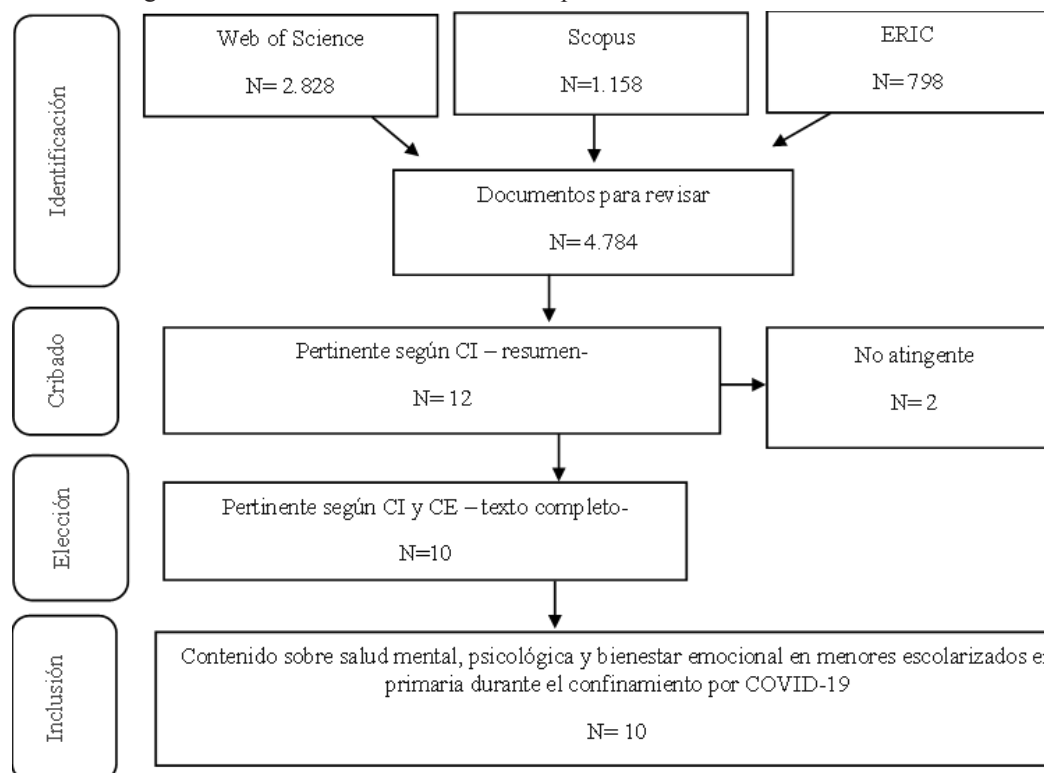 Identificación
Web of Science
N= 2.828
Scopus
N=1.158
ERIC
N= 798
Documentos para revisar
N= 4.784
Cribado
Pertinente según CI – resumen-
N= 12
No atingente
N= 2
Elección
Pertinente según CI y CE – texto completo-
N=10
Inclusión
Contenido sobre salud mental, psicológica y bienestar emocional en menores escolarizados en
primaria durante el confinamiento por COVID-19
N= 10